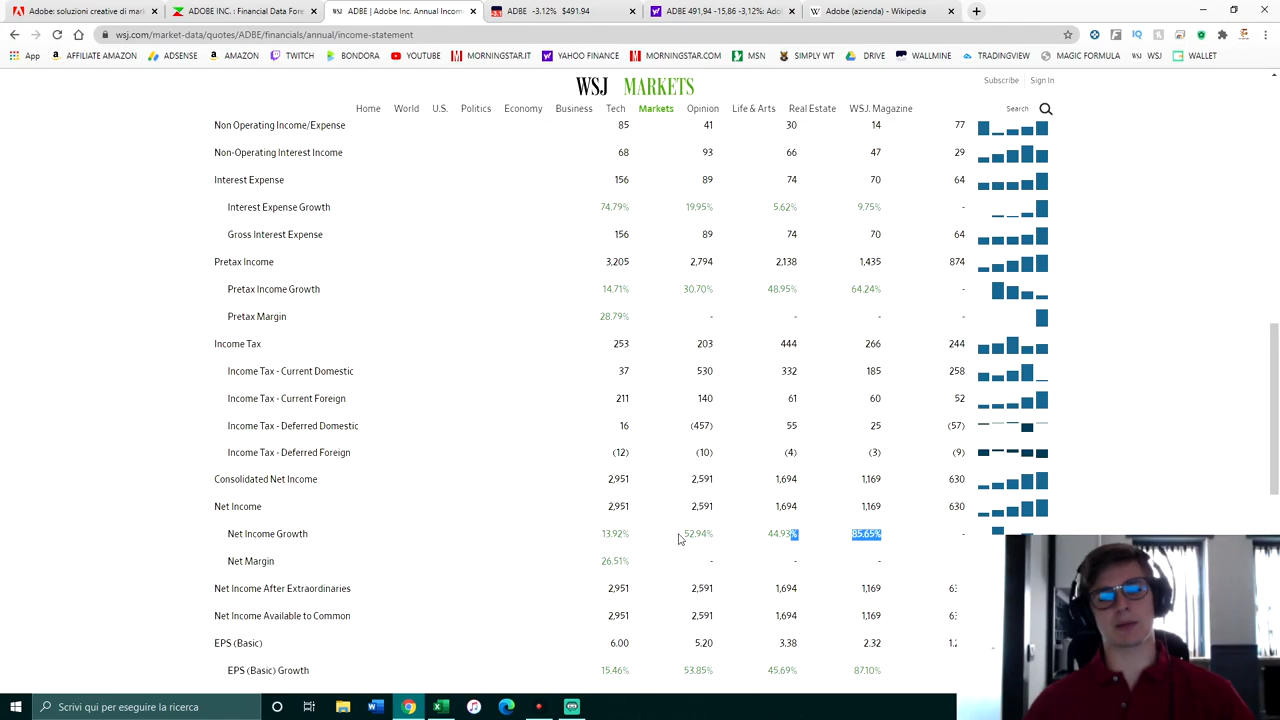 Adobe: soluzioni creative di mark
ADOBE INC. : Financial Data Fore
ADBE | Adobe Inc. Annual Income
ADBE -3,12% $491.94
ADBE 491,94 -15,86 -3,12%: Adob
Adobe (azienda) - Wikipedia
wsj.com/market-data/quotes/ADBE/financials/annual/income-statement
App AFFILIATE AMAZON ADSENSE AMAZON TWITCH BONDORA YOUTUBE MORNINGSTAR.IT YAHOO FINANCE MORNINGSTAR.COM MSN SIMPLY WT DRIVE WALLMINE TRADINGVIEW MAGIC FORMULA WSJ WALLET
WSJ MARKETS
Subscribe Sign In
Home World U.S. Politics Economy Business Tech Markets Opinion Life & Arts Real Estate WSJ. Magazine Search
Non Operating Income/Expense 85 41 30 14 77
Non-Operating Interest Income 68 93 66 47 29
Interest Expense 156 89 74 70 64
Interest Expense Growth 74.79% 19.95% 5.62% 9.75% -
Gross Interest Expense 156 89 74 70 64
Pretax Income 3,205 2,794 2,138 1,435 874
Pretax Income Growth 14.71% 30.70% 48.95% 64.24% -
Pretax Margin 28.79% - - - -
Income Tax 253 203 444 266 244
Income Tax - Current Domestic 37 530 332 185 258
Income Tax - Current Foreign 211 140 61 60 52
Income Tax - Deferred Domestic 16 (457) 55 25 (57)
Income Tax - Deferred Foreign (12) (10) (4) (3) (9)
Consolidated Net Income 2,951 2,591 1,694 1,169 630
Net Income 2,951 2,591 1,694 1,169 630
Net Income Growth 13.92% 52.94% 44.93% 85.65% -
Net Margin 26.51% - - -
Net Income After Extraordinaries 2,951 2,591 1,694 1,169
Net Income Available to Common 2,951 2,591 1,694 1,169
EPS (Basic) 6.00 5.20 3.38 2.32
EPS (Basic) Growth 15.46% 53.85% 45.69% 87.10%
Scrivi qui per eseguire la ricerca